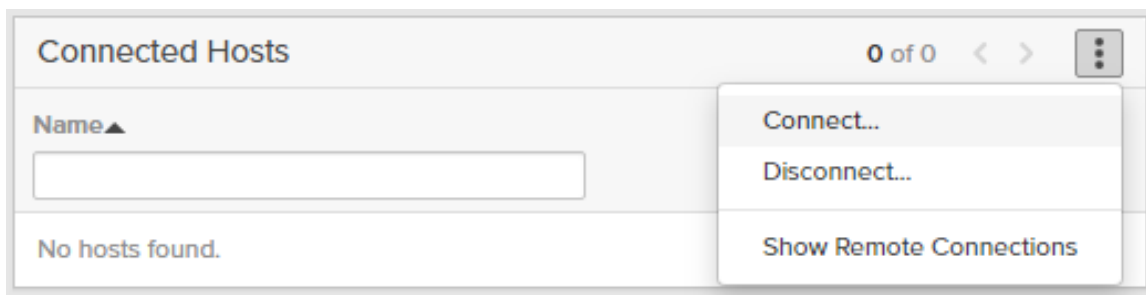 Connected Hosts
0 of 0
Name
Connect...
Disconnect...
No hosts found.
Show Remote Connections